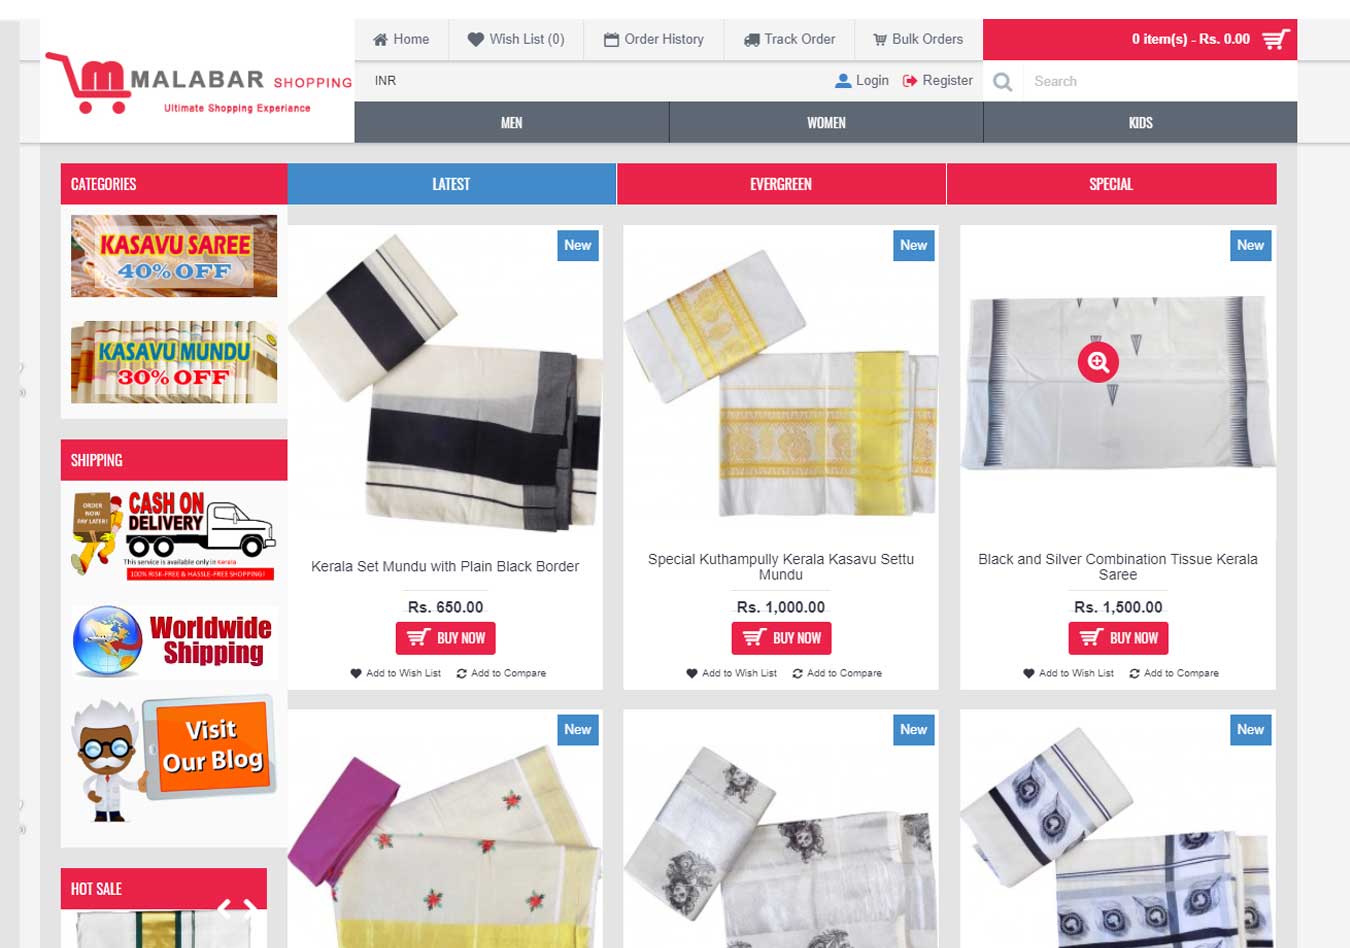 Home
Wish List (0)
Order History
Track Order
Bulk Orders
0 item(s) - Rs. 0.00
MALABAR SHOPPING
Ultimate Shopping Experiance
INR
Login
Register
Search
MEN
WOMEN
KIDS
CATEGORIES
LATEST
EVERGREEN
SPECIAL
KASAVU SAREE
40% OFF
KASAVU MUNDU
30% OFF
SHIPPING
ORDER
NOW
PAY LATER!
CASH ON
DELIVERY
This service is available only in Kerala
100% RISK-FREE & HASSLE-FREE SHOPPING!
Worldwide
Shipping
Visit
Our Blog
HOT SALE
New
Kerala Set Mundu with Plain Black Border
Rs. 650.00
BUY NOW
Add to Wish List
Add to Compare
New
Special Kuthampully Kerala Kasavu Settu
Mundu
Rs. 1,000.00
BUY NOW
Add to Wish List
Add to Compare
New
Black and Silver Combination Tissue Kerala
Saree
Rs. 1,500.00
BUY NOW
Add to Wish List
Add to Compare
New
New
New